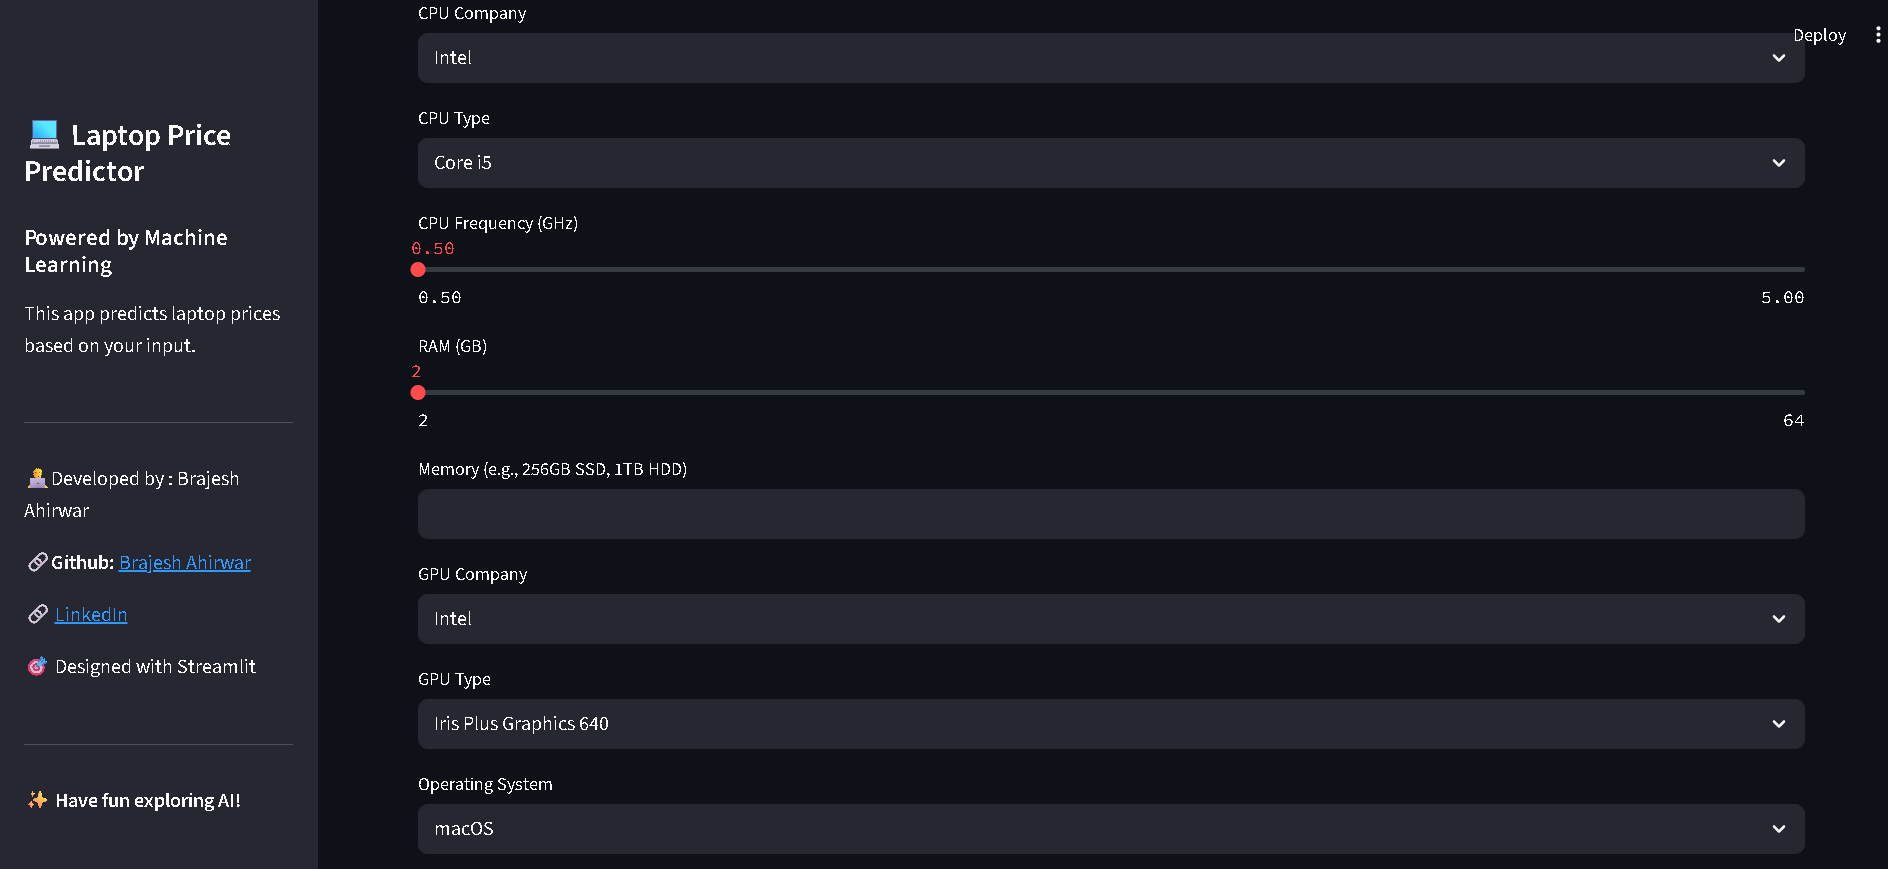 💻 Laptop Price
Predictor
Powered by Machine
Learning
This app predicts laptop prices
based on your input.
🧑‍💻Developed by : Brajesh
Ahirwar
🔗Github: Brajesh Ahirwar
🔗 LinkedIn
🎯 Designed with Streamlit
✨ Have fun exploring AI!
Deploy
CPU Company
Intel
CPU Type
Core i5
CPU Frequency (GHz)
0.50
0.50 5.00
RAM (GB)
2
2 64
Memory (e.g., 256GB SSD, 1TB HDD)
GPU Company
Intel
GPU Type
Iris Plus Graphics 640
Operating System
macOS